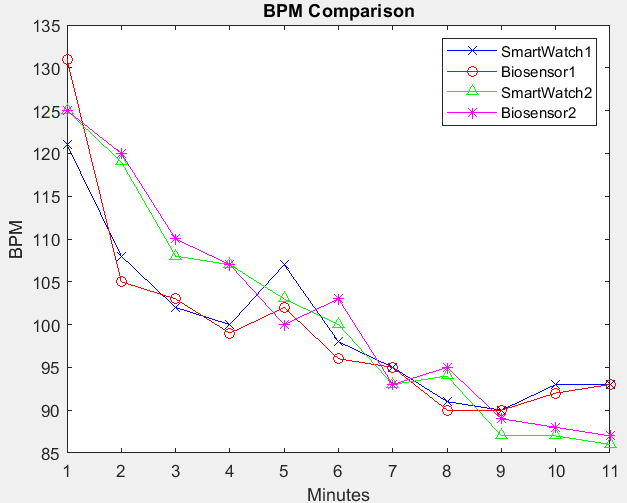 BPM Comparison
135
130
125
120
115
110
105
100
95
90
85
BPM
SmartWatch1
Biosensor1
SmartWatch2
Biosensor2
1 2 3 4 5 6 7 8 9 10 11
Minutes